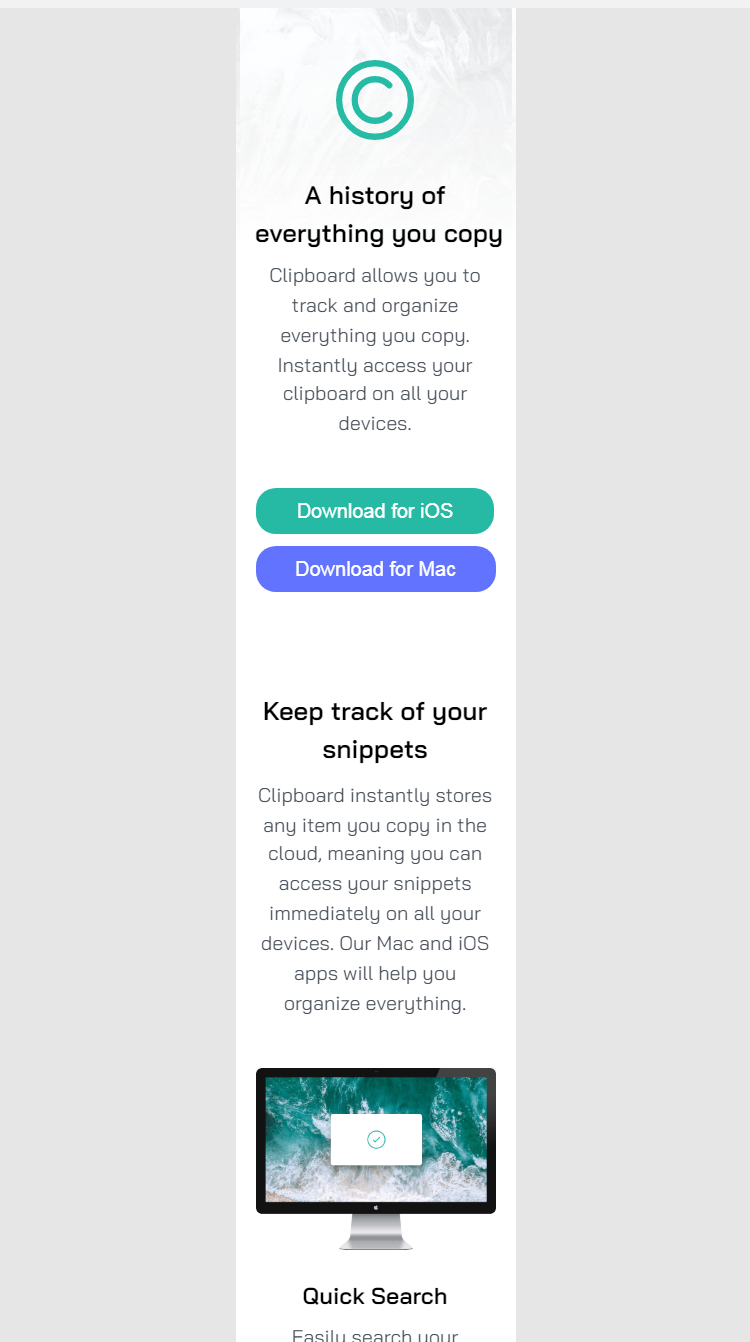 A history of
everything you copy
Clipboard allows you to
track and organize
everything you copy.
Instantly access your
clipboard on all your
devices.
Download for iOS
Download for Mac
Keep track of your
snippets
Clipboard instantly stores
any item you copy in the
cloud, meaning you can
access your snippets
immediately on all your
devices. Our Mac and iOS
apps will help you
organize everything.
Quick Search
Easily search your